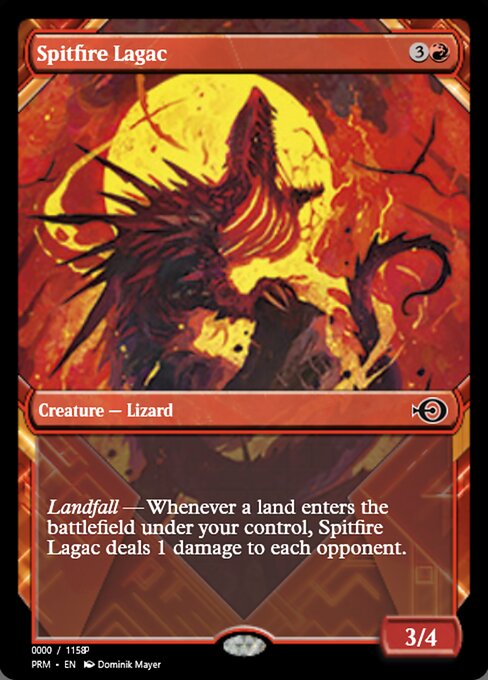 Spitfire Lagac 3
Creature — Lizard
Landfall — Whenever a land enters the
battlefield under your control, Spitfire
Lagac deals 1 damage to each opponent.
3/4
0000 / 1158P
PRM • EN Dominik Mayer